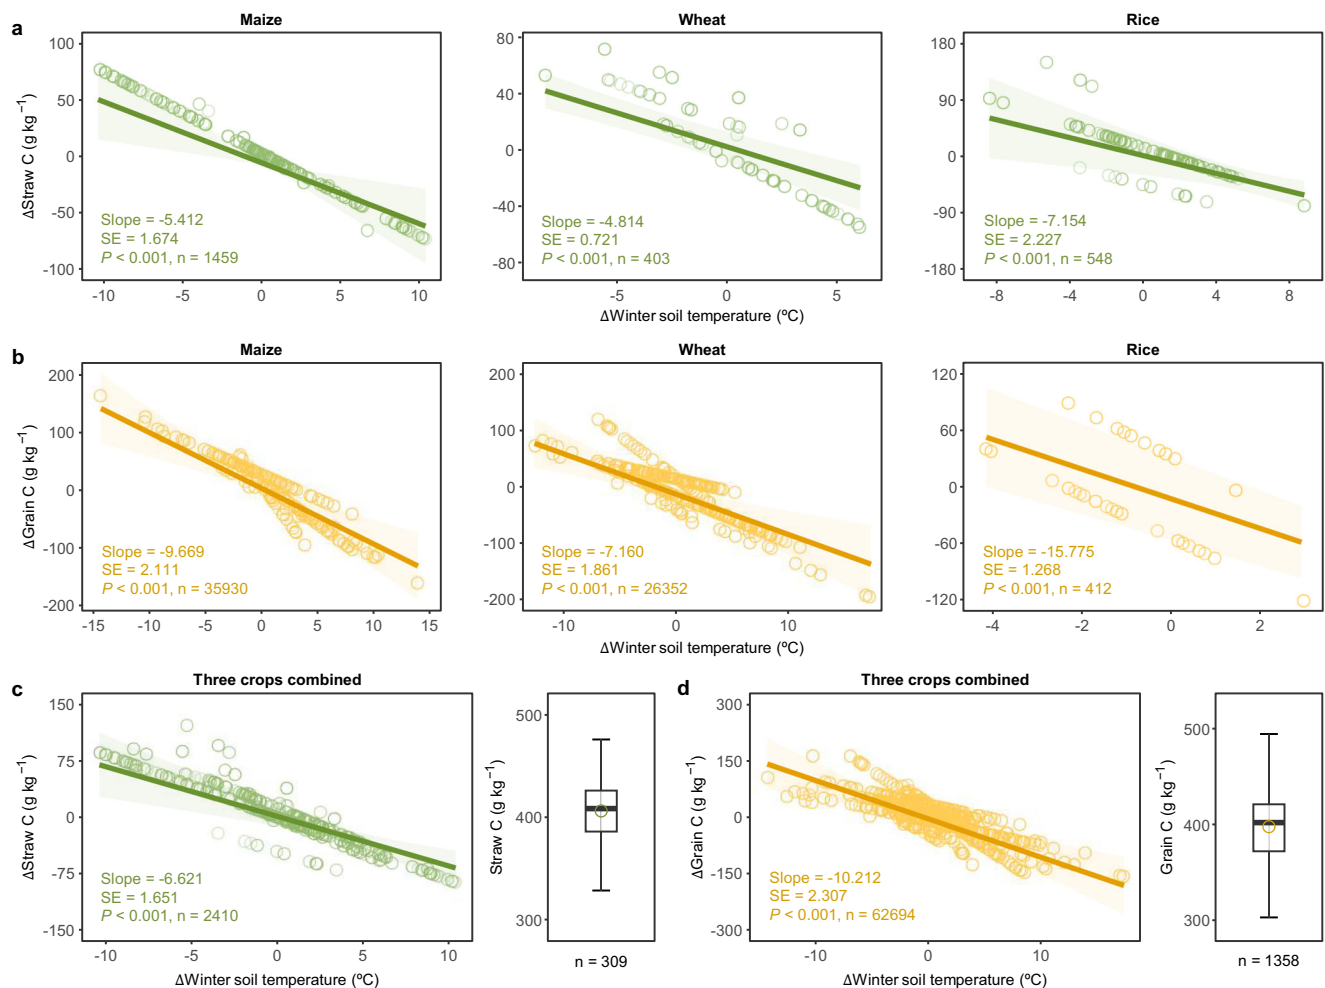 a
Maize
Wheat
Rice
ΔStraw C (g kg⁻¹)
100
50
0
-50
-100
Slope = -5.412
SE = 1.674
P < 0.001, n = 1459
-10
-5
0
5
10
80
40
0
-40
-80
Slope = -4.814
SE = 0.721
P < 0.001, n = 403
-5
0
5
180
90
0
-90
-180
Slope = -7.154
SE = 2.227
P < 0.001, n = 548
-8
-4
0
4
8
ΔWinter soil temperature (ºC)
b
Maize
Wheat
Rice
ΔGrain C (g kg⁻¹)
200
100
0
-100
-200
Slope = -9.669
SE = 2.111
P < 0.001, n = 35930
-15
-10
-5
0
5
10
15
200
100
0
-100
-200
Slope = -7.160
SE = 1.861
P < 0.001, n = 26352
-10
0
10
120
60
0
-60
-120
Slope = -15.775
SE = 1.268
P < 0.001, n = 412
-4
-2
0
2
ΔWinter soil temperature (ºC)
c
Three crops combined
ΔStraw C (g kg⁻¹)
150
75
0
-75
-150
Slope = -6.621
SE = 1.651
P < 0.001, n = 2410
-10
-5
0
5
10
ΔWinter soil temperature (ºC)
Straw C (g kg⁻¹)
500
400
300
n = 309
d
Three crops combined
ΔGrain C (g kg⁻¹)
300
150
0
-150
-300
Slope = -10.212
SE = 2.307
P < 0.001, n = 62694
-10
0
10
ΔWinter soil temperature (ºC)
Grain C (g kg⁻¹)
500
400
300
n = 1358